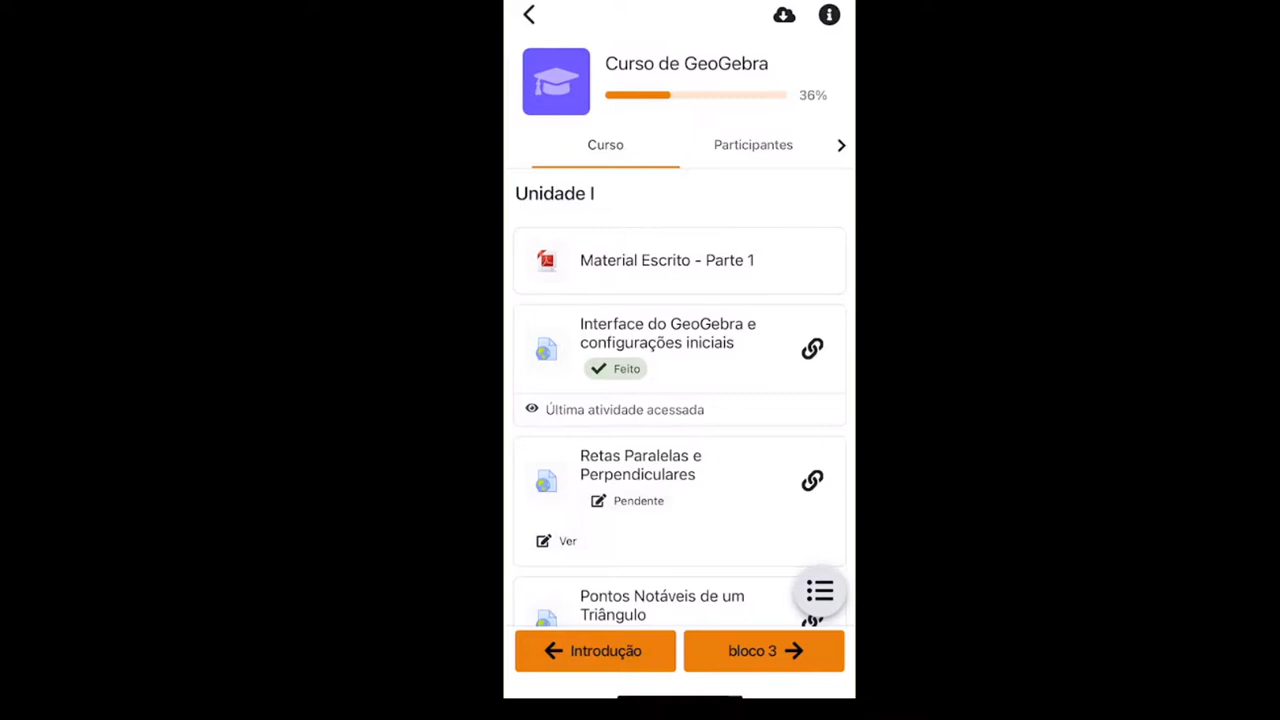 Curso de GeoGebra
36%
Curso
Participantes
Unidade I
Material Escrito - Parte 1
Interface do GeoGebra e
configurações iniciais
Feito
Última atividade acessada
Retas Paralelas e
Perpendiculares
Pendente
Ver
Pontos Notáveis de um
Triângulo
Introdução
bloco 3